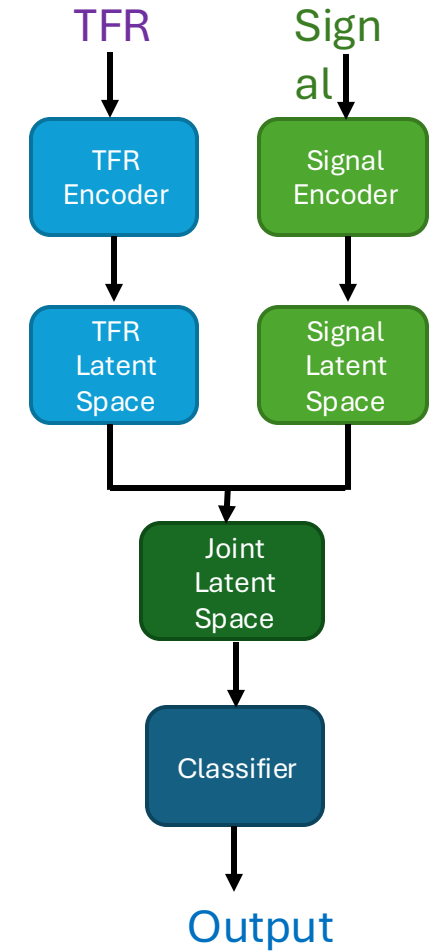 TFR
Sign
al
TFR
Encoder
Signal
Encoder
TFR
Latent
Space
Signal
Latent
Space
Joint
Latent
Space
Classifier
Output